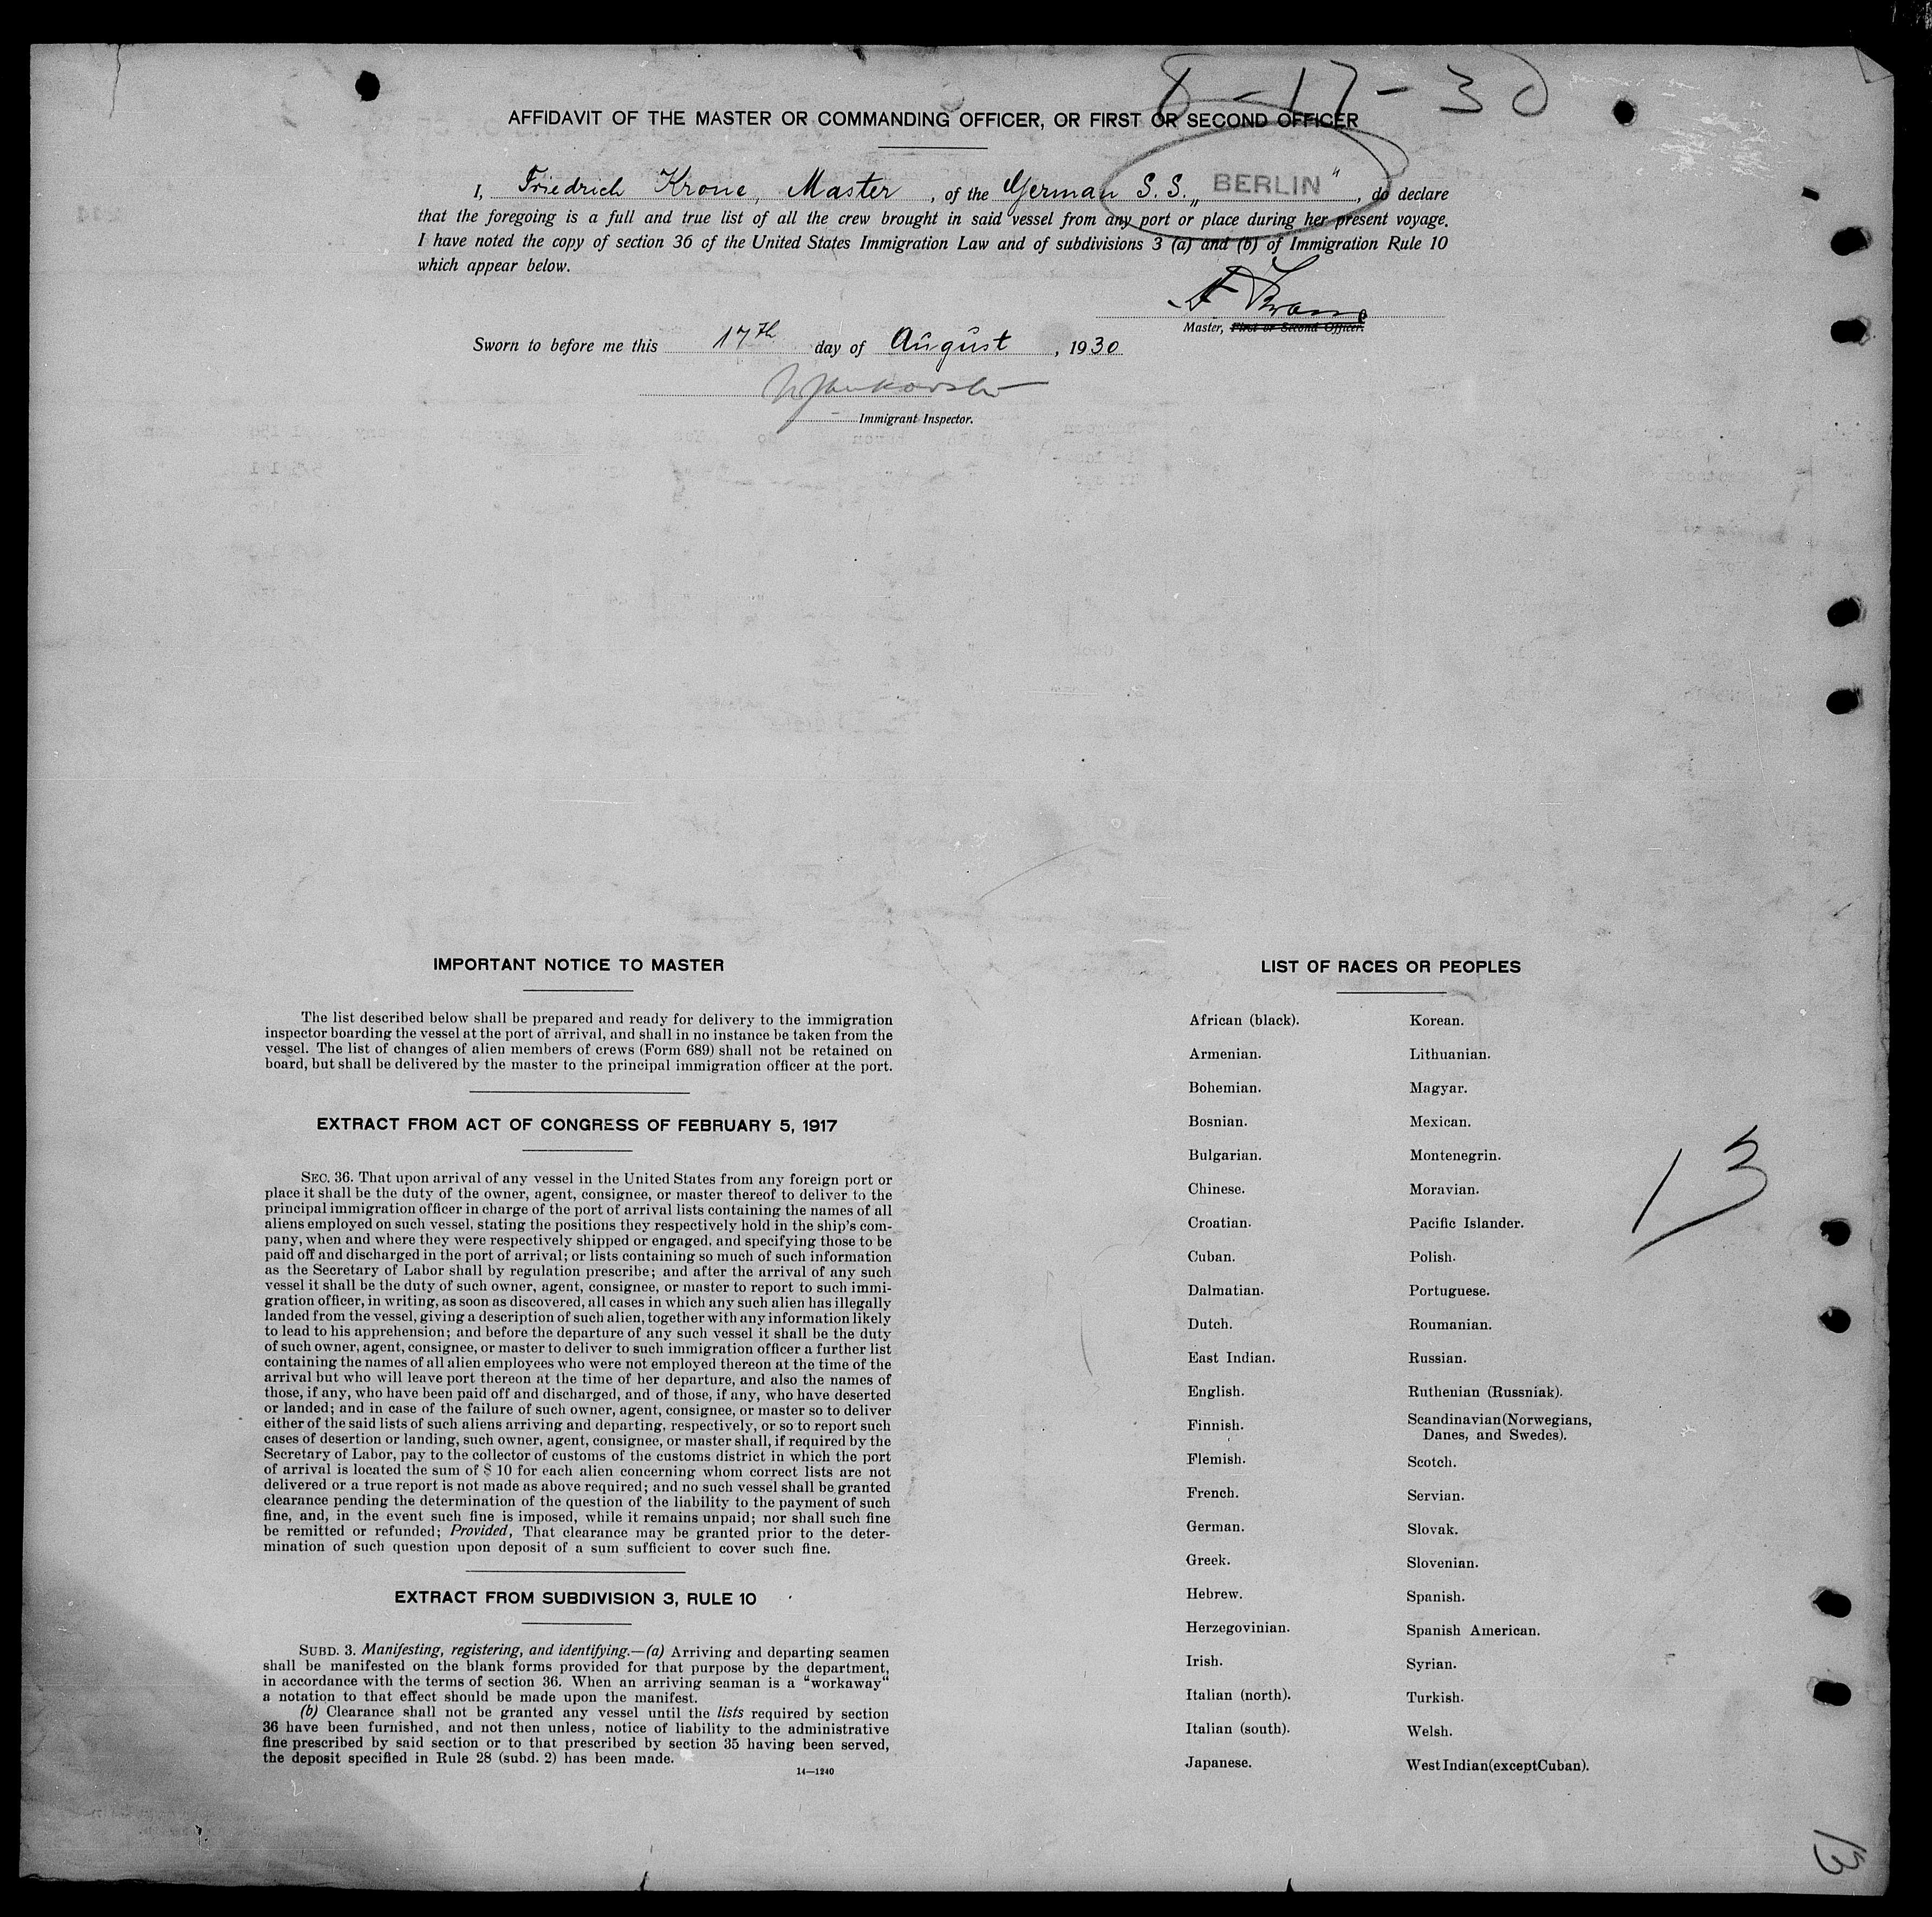 8-17-30
AFFIDAVIT OF THE MASTER OR COMMANDING OFFICER, OR FIRST OR SECOND OFFICER
I, Friedrich Krone, Master, of the German S.S. „BERLIN", do declare
that the foregoing is a full and true list of all the crew brought in said vessel from any port or place during her present voyage.
I have noted the copy of section 36 of the United States Immigration Law and of subdivisions 3 (a) and (b) of Immigration Rule 10
which appear below.
F Krone
Master, First or Second Officer.
Sworn to before me this 17th day of August, 1930
Immigrant Inspector.
IMPORTANT NOTICE TO MASTER
The list described below shall be prepared and ready for delivery to the immigration
inspector boarding the vessel at the port of arrival, and shall in no instance be taken from the
vessel. The list of changes of alien members of crews (Form 689) shall not be retained on
board, but shall be delivered by the master to the principal immigration officer at the port.
EXTRACT FROM ACT OF CONGRESS OF FEBRUARY 5, 1917
SEC. 36. That upon arrival of any vessel in the United States from any foreign port or
place it shall be the duty of the owner, agent, consignee, or master thereof to deliver to the
principal immigration officer in charge of the port of arrival lists containing the names of all
aliens employed on such vessel, stating the positions they respectively hold in the ship's com-
pany, when and where they were respectively shipped or engaged, and specifying those to be
paid off and discharged in the port of arrival; or lists containing so much of such information
as the Secretary of Labor shall by regulation prescribe; and after the arrival of any such
vessel it shall be the duty of such owner, agent, consignee, or master to report to such immi-
gration officer, in writing, as soon as discovered, all cases in which any such alien has illegally
landed from the vessel, giving a description of such alien, together with any information likely
to lead to his apprehension; and before the departure of any such vessel it shall be the duty
of such owner, agent, consignee, or master to deliver to such immigration officer a further list
containing the names of all alien employees who were not employed thereon at the time of the
arrival but who will leave port thereon at the time of her departure, and also the names of
those, if any, who have been paid off and discharged, and of those, if any, who have deserted
or landed; and in case of the failure of such owner, agent, consignee, or master so to deliver
either of the said lists of such aliens arriving and departing, respectively, or so to report such
cases of desertion or landing, such owner, agent, consignee, or master shall, if required by the
Secretary of Labor, pay to the collector of customs of the customs district in which the port
of arrival is located the sum of $ 10 for each alien concerning whom correct lists are not
delivered or a true report is not made as above required; and no such vessel shall be granted
clearance pending the determination of the question of the liability to the payment of such
fine, and, in the event such fine is imposed, while it remains unpaid; nor shall such fine
be remitted or refunded; Provided, That clearance may be granted prior to the deter-
mination of such question upon deposit of a sum sufficient to cover such fine.
EXTRACT FROM SUBDIVISION 3, RULE 10
SUBD. 3. Manifesting, registering, and identifying.—(a) Arriving and departing seamen
shall be manifested on the blank forms provided for that purpose by the department,
in accordance with the terms of section 36. When an arriving seaman is a "workaway"
a notation to that effect should be made upon the manifest.
(b) Clearance shall not be granted any vessel until the lists required by section
36 have been furnished, and not then unless, notice of liability to the administrative
fine prescribed by said section or to that prescribed by section 35 having been served,
the deposit specified in Rule 28 (subd. 2) has been made.
14—1240
LIST OF RACES OR PEOPLES
African (black).
Armenian.
Bohemian.
Bosnian.
Bulgarian.
Chinese.
Croatian.
Cuban.
Dalmatian.
Dutch.
East Indian.
English.
Finnish.
Flemish.
French.
German.
Greek.
Hebrew.
Herzegovinian.
Irish.
Italian (north).
Italian (south).
Japanese.
Korean.
Lithuanian.
Magyar.
Mexican.
Montenegrin.
Moravian.
Pacific Islander.
Polish.
Portuguese.
Roumanian.
Russian.
Ruthenian (Russniak).
Scandinavian (Norwegians,
Danes, and Swedes).
Scotch.
Servian.
Slovak.
Slovenian.
Spanish.
Spanish American.
Syrian.
Turkish.
Welsh.
West Indian (except Cuban).
13
13